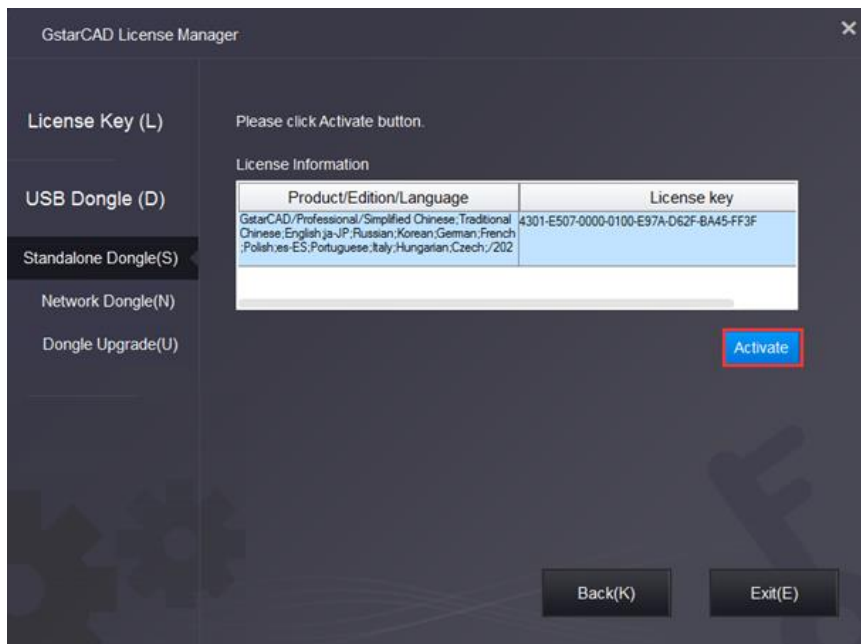 GstarCAD License Manager
×
License Key (L)
USB Dongle (D)
Standalone Dongle(S)
Network Dongle(N)
Dongle Upgrade(U)
Please click Activate button.
License Information
Product/Edition/Language
License key
GstarCAD/Professional/Simplified Chinese;Traditional
Chinese;English;ja-JP;Russian;Korean;German;French
;Polish;es-ES;Portuguese;Italy;Hungarian;Czech;/202
4301-E507-0000-0100-E97A-D62F-BA45-FF3F
Activate
Back(K)
Exit(E)